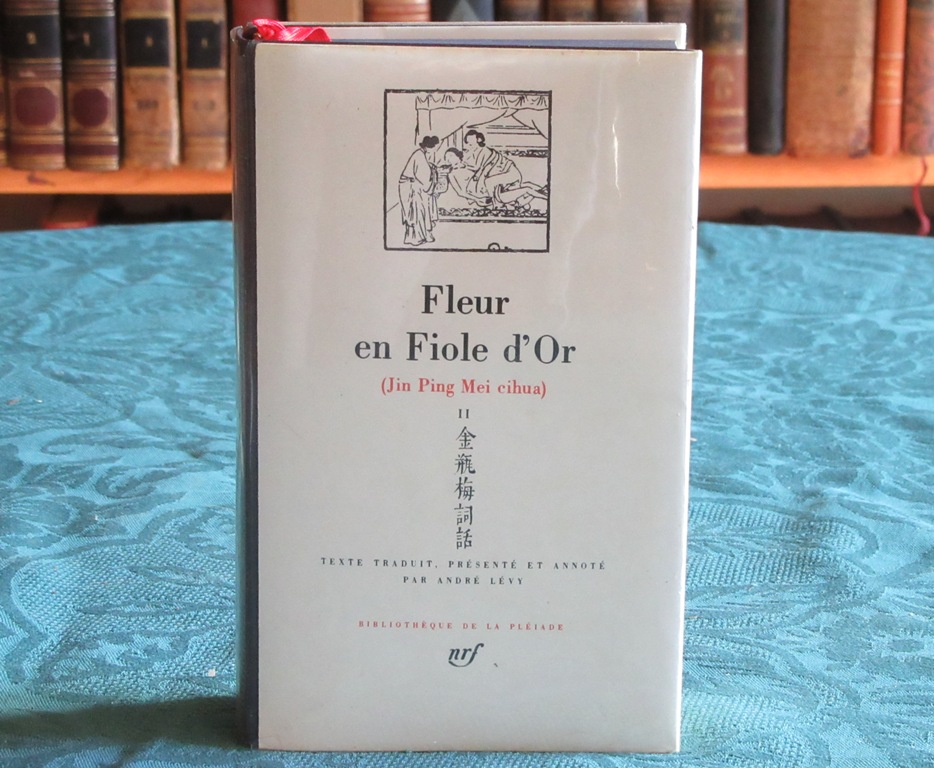 Fleur
en Fiole d'Or
(Jin Ping Mei cihua)
II
金瓶梅詞話
TEXTE TRADUIT, PRÉSENTÉ ET ANNOTÉ
PAR ANDRÉ LÉVY
BIBLIOTHÈQUE DE LA PLÉIADE
nrf